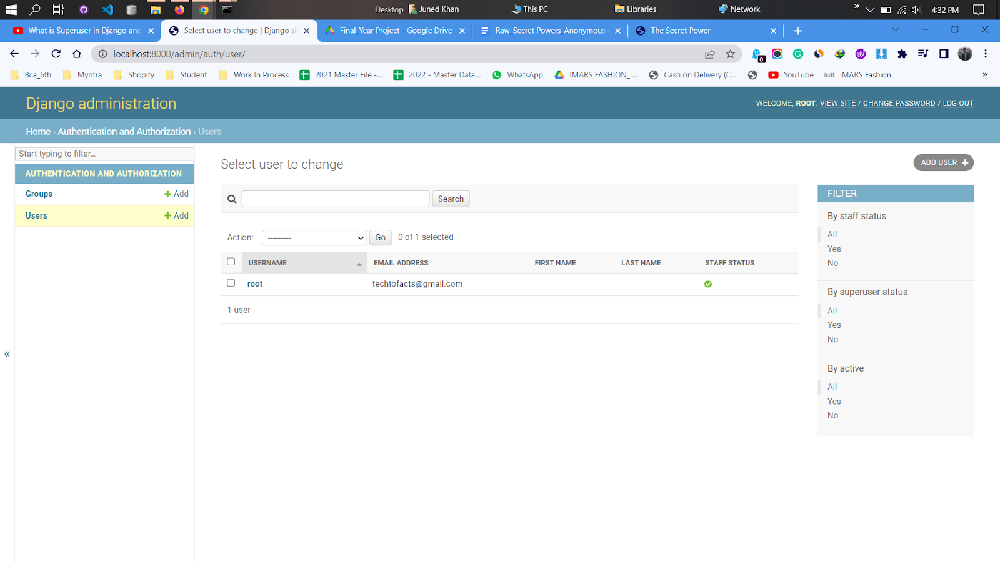 Desktop Juned Khan This PC Libraries Network » 4:32 PM
What is Superuser in Django and Select user to change | Django si Final_Year Project - Google Drive Raw_Secret Powers_Anonymous The Secret Power
localhost:8000/admin/auth/user/ 0
Bca_6th Myntra Shopify Student Work In Process 2021 Master File -... 2022 - Master Data... WhatsApp IMARS FASHION_I... Cash on Delivery (C... YouTube IMARS Fashion »
Django administration WELCOME, ROOT. VIEW SITE / CHANGE PASSWORD / LOG OUT
Home › Authentication and Authorization › Users
Start typing to filter...
AUTHENTICATION AND AUTHORIZATION
Groups + Add
Users + Add
«
Select user to change
ADD USER +
Search
Action: --------- Go 0 of 1 selected
USERNAME EMAIL ADDRESS FIRST NAME LAST NAME STAFF STATUS
root techtofacts@gmail.com
1 user
FILTER
By staff status
All
Yes
No
By superuser status
All
Yes
No
By active
All
Yes
No